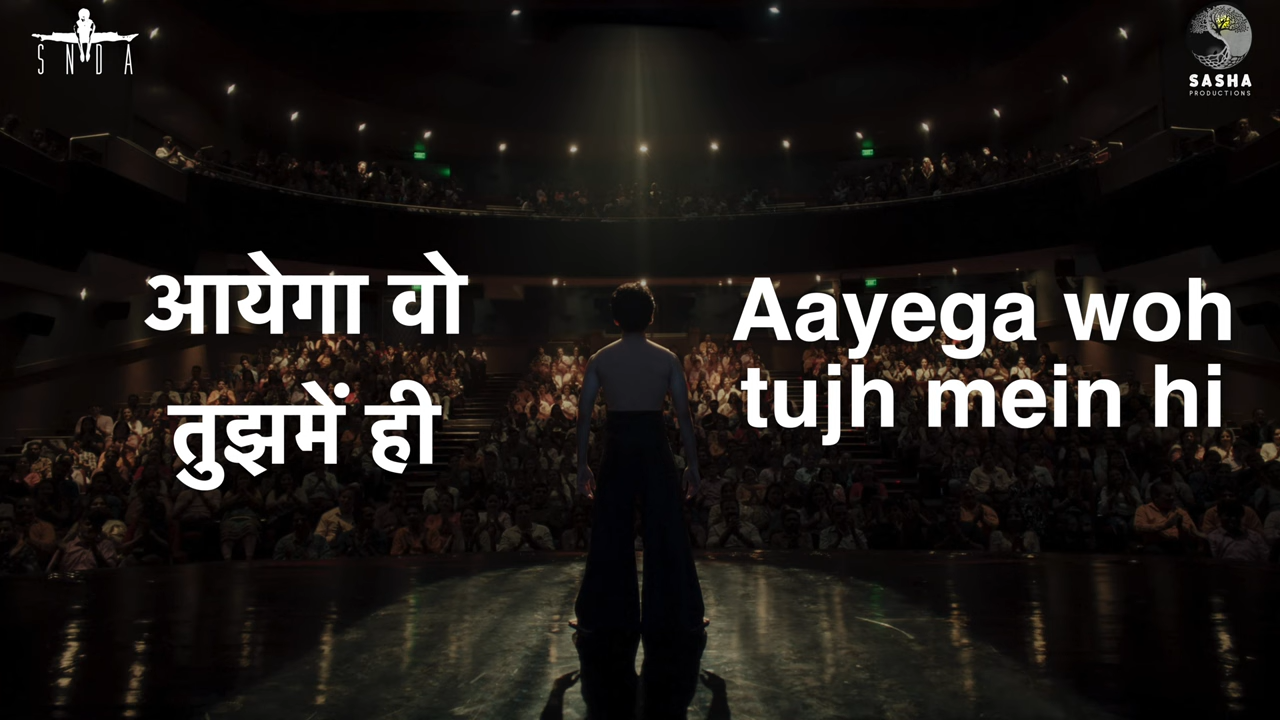 SNDA
SASHA
PRODUCTIONS
आयेगा वो
तुझमें ही
Aayega woh
tujh mein hi